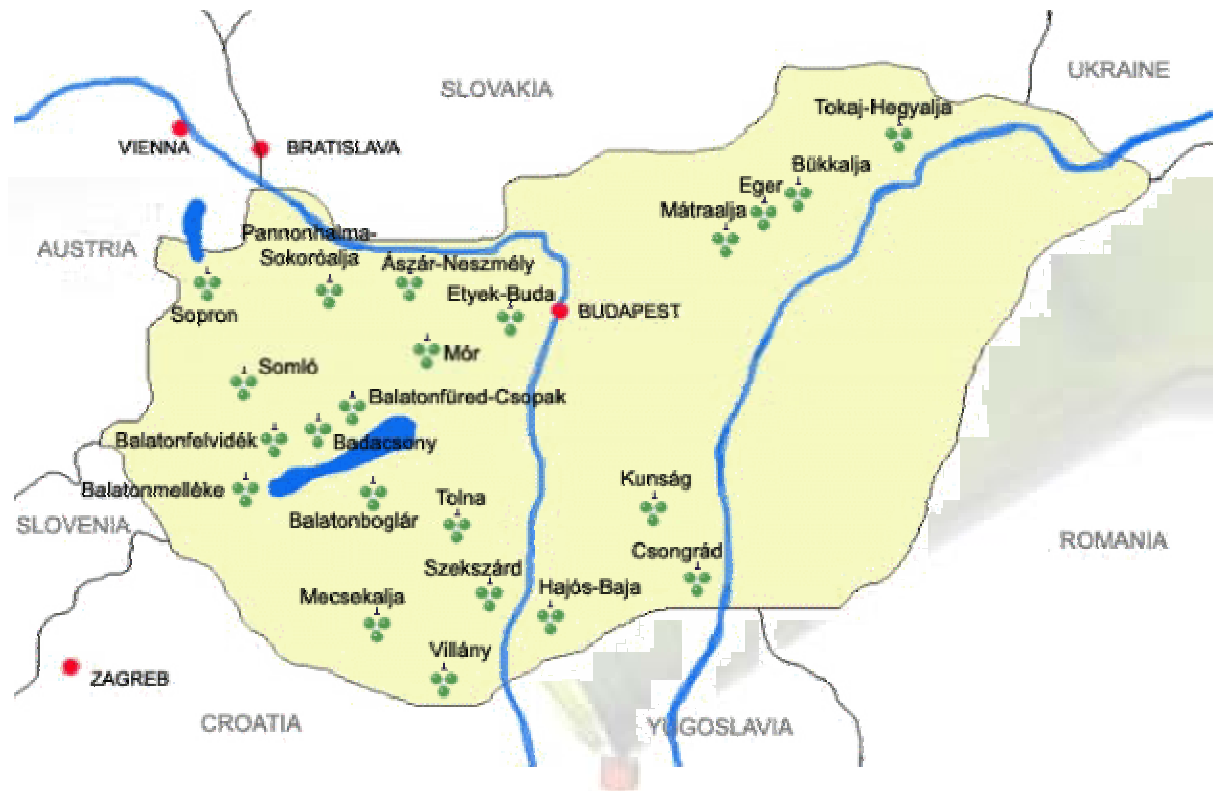 SLOVAKIA
UKRAINE
Tokaj-Hegyalja
VIENNA
BRATISLAVA
Bükkalja
Eger
Mátraalja
AUSTRIA
Pannonhalma-
Sokoróalja
Ászár-Neszmély
Etyek-Buda
BUDAPEST
Sopron
Mór
Somló
Balatonfüred-Csopak
Balatonfelvidék
Badacsony
Balatonmelléke
Kunság
Tolna
Balatonboglár
SLOVENIA
ROMANIA
Csongrád
Szekszárd
Hajós-Baja
Mecsekalja
Villány
ZAGREB
CROATIA
YUGOSLAVIA